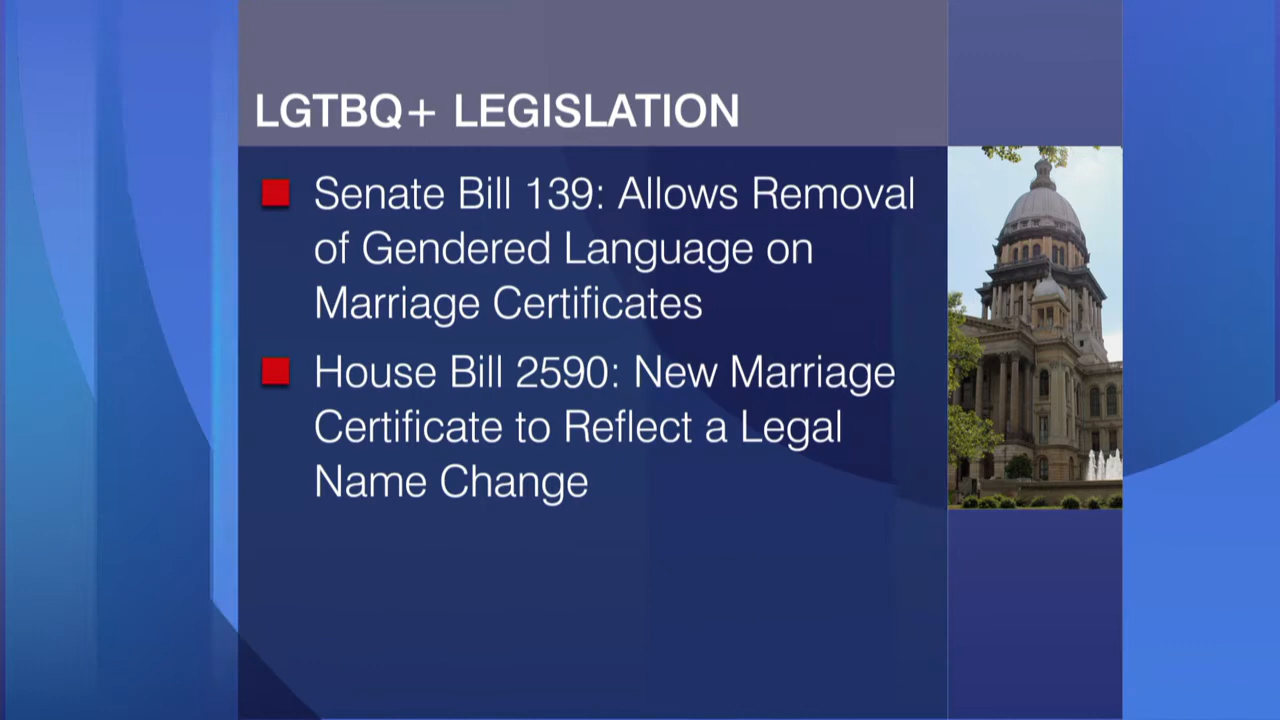 LGTBQ+ LEGISLATION
Senate Bill 139: Allows Removal
of Gendered Language on
Marriage Certificates
House Bill 2590: New Marriage
Certificate to Reflect a Legal
Name Change